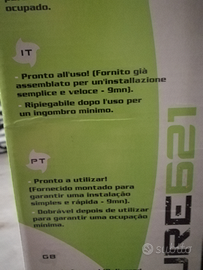 ocupado.
IT
- Pronto all'uso! (Fornito già
assemblato per un'installazione
semplice e veloce - 9mn).
- Ripiegabile dopo l'uso per
un ingombro minimo.
PT
- Pronto a utilizar!
(Fornecido montado para
garantir uma instalação
simples e rápida - 9mn).
- Dobrável depois de utilizar
para garantir uma ocupação
mínima.
GB
URE621
subito